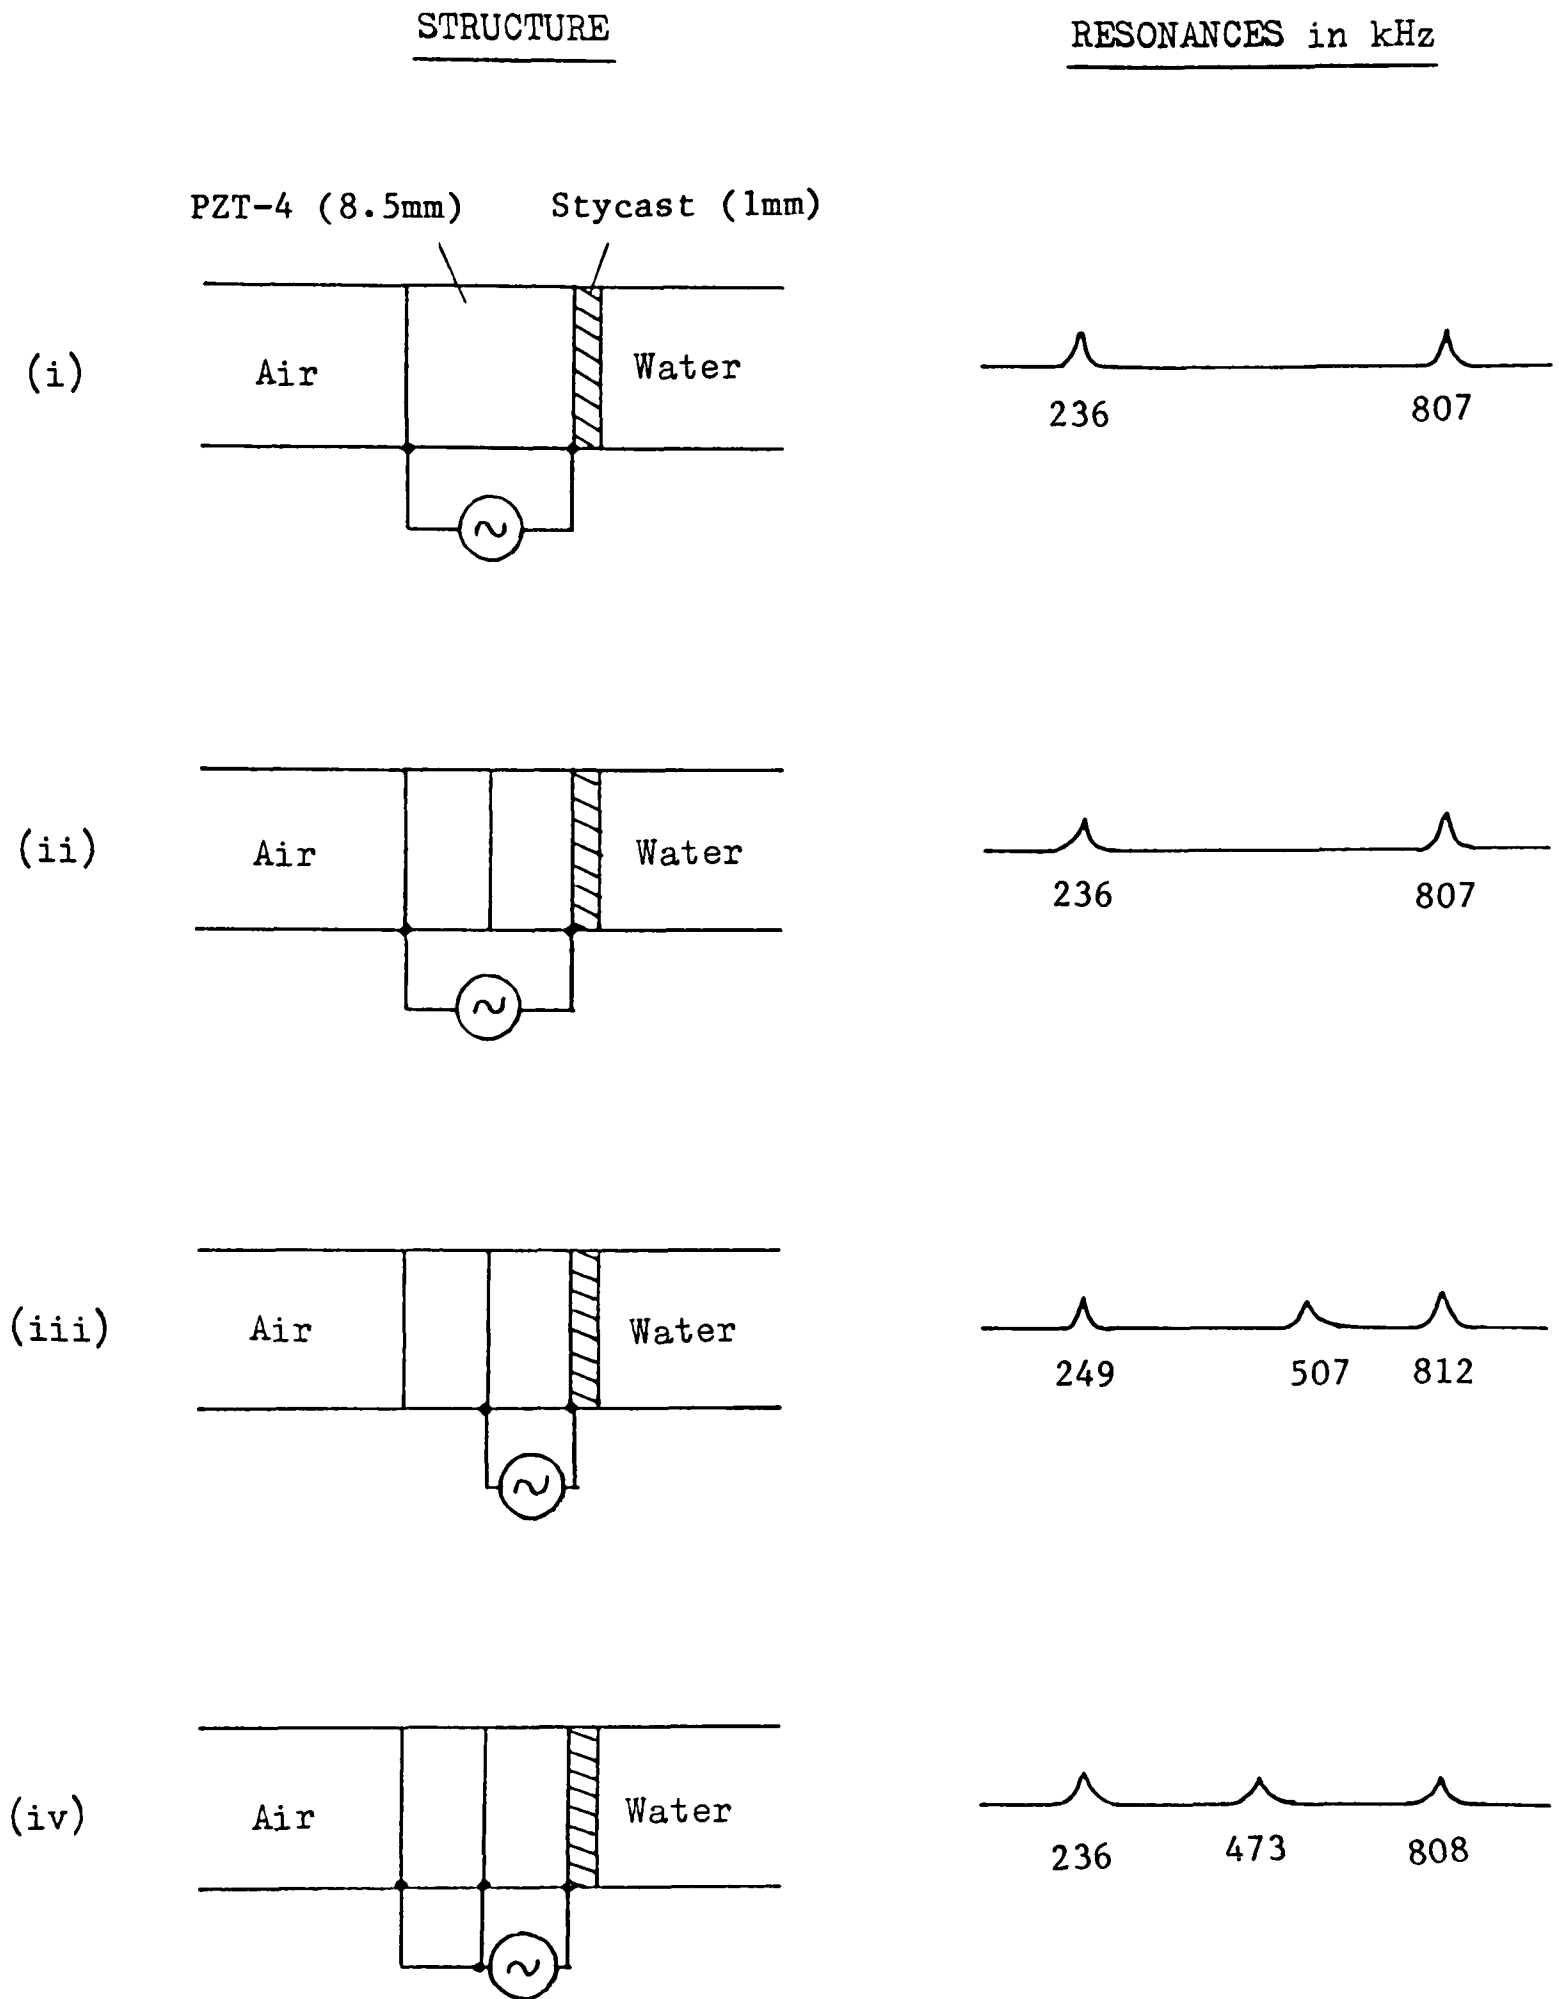 STRUCTURE
RESONANCES in kHz
PZT-4 (8.5mm)
Stycast (1mm)
(i)
Air
Water
236
807
(ii)
Air
Water
236
807
(iii)
Air
Water
249
507
812
(iv)
Air
Water
236
473
808